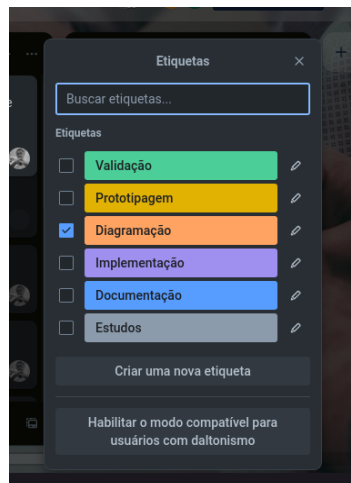 Etiquetas
Buscar etiquetas...
Etiquetas
Validação
Prototipagem
Diagramação
Implementação
Documentação
Estudos
Criar uma nova etiqueta
Habilitar o modo compatível para
usuários com daltonismo